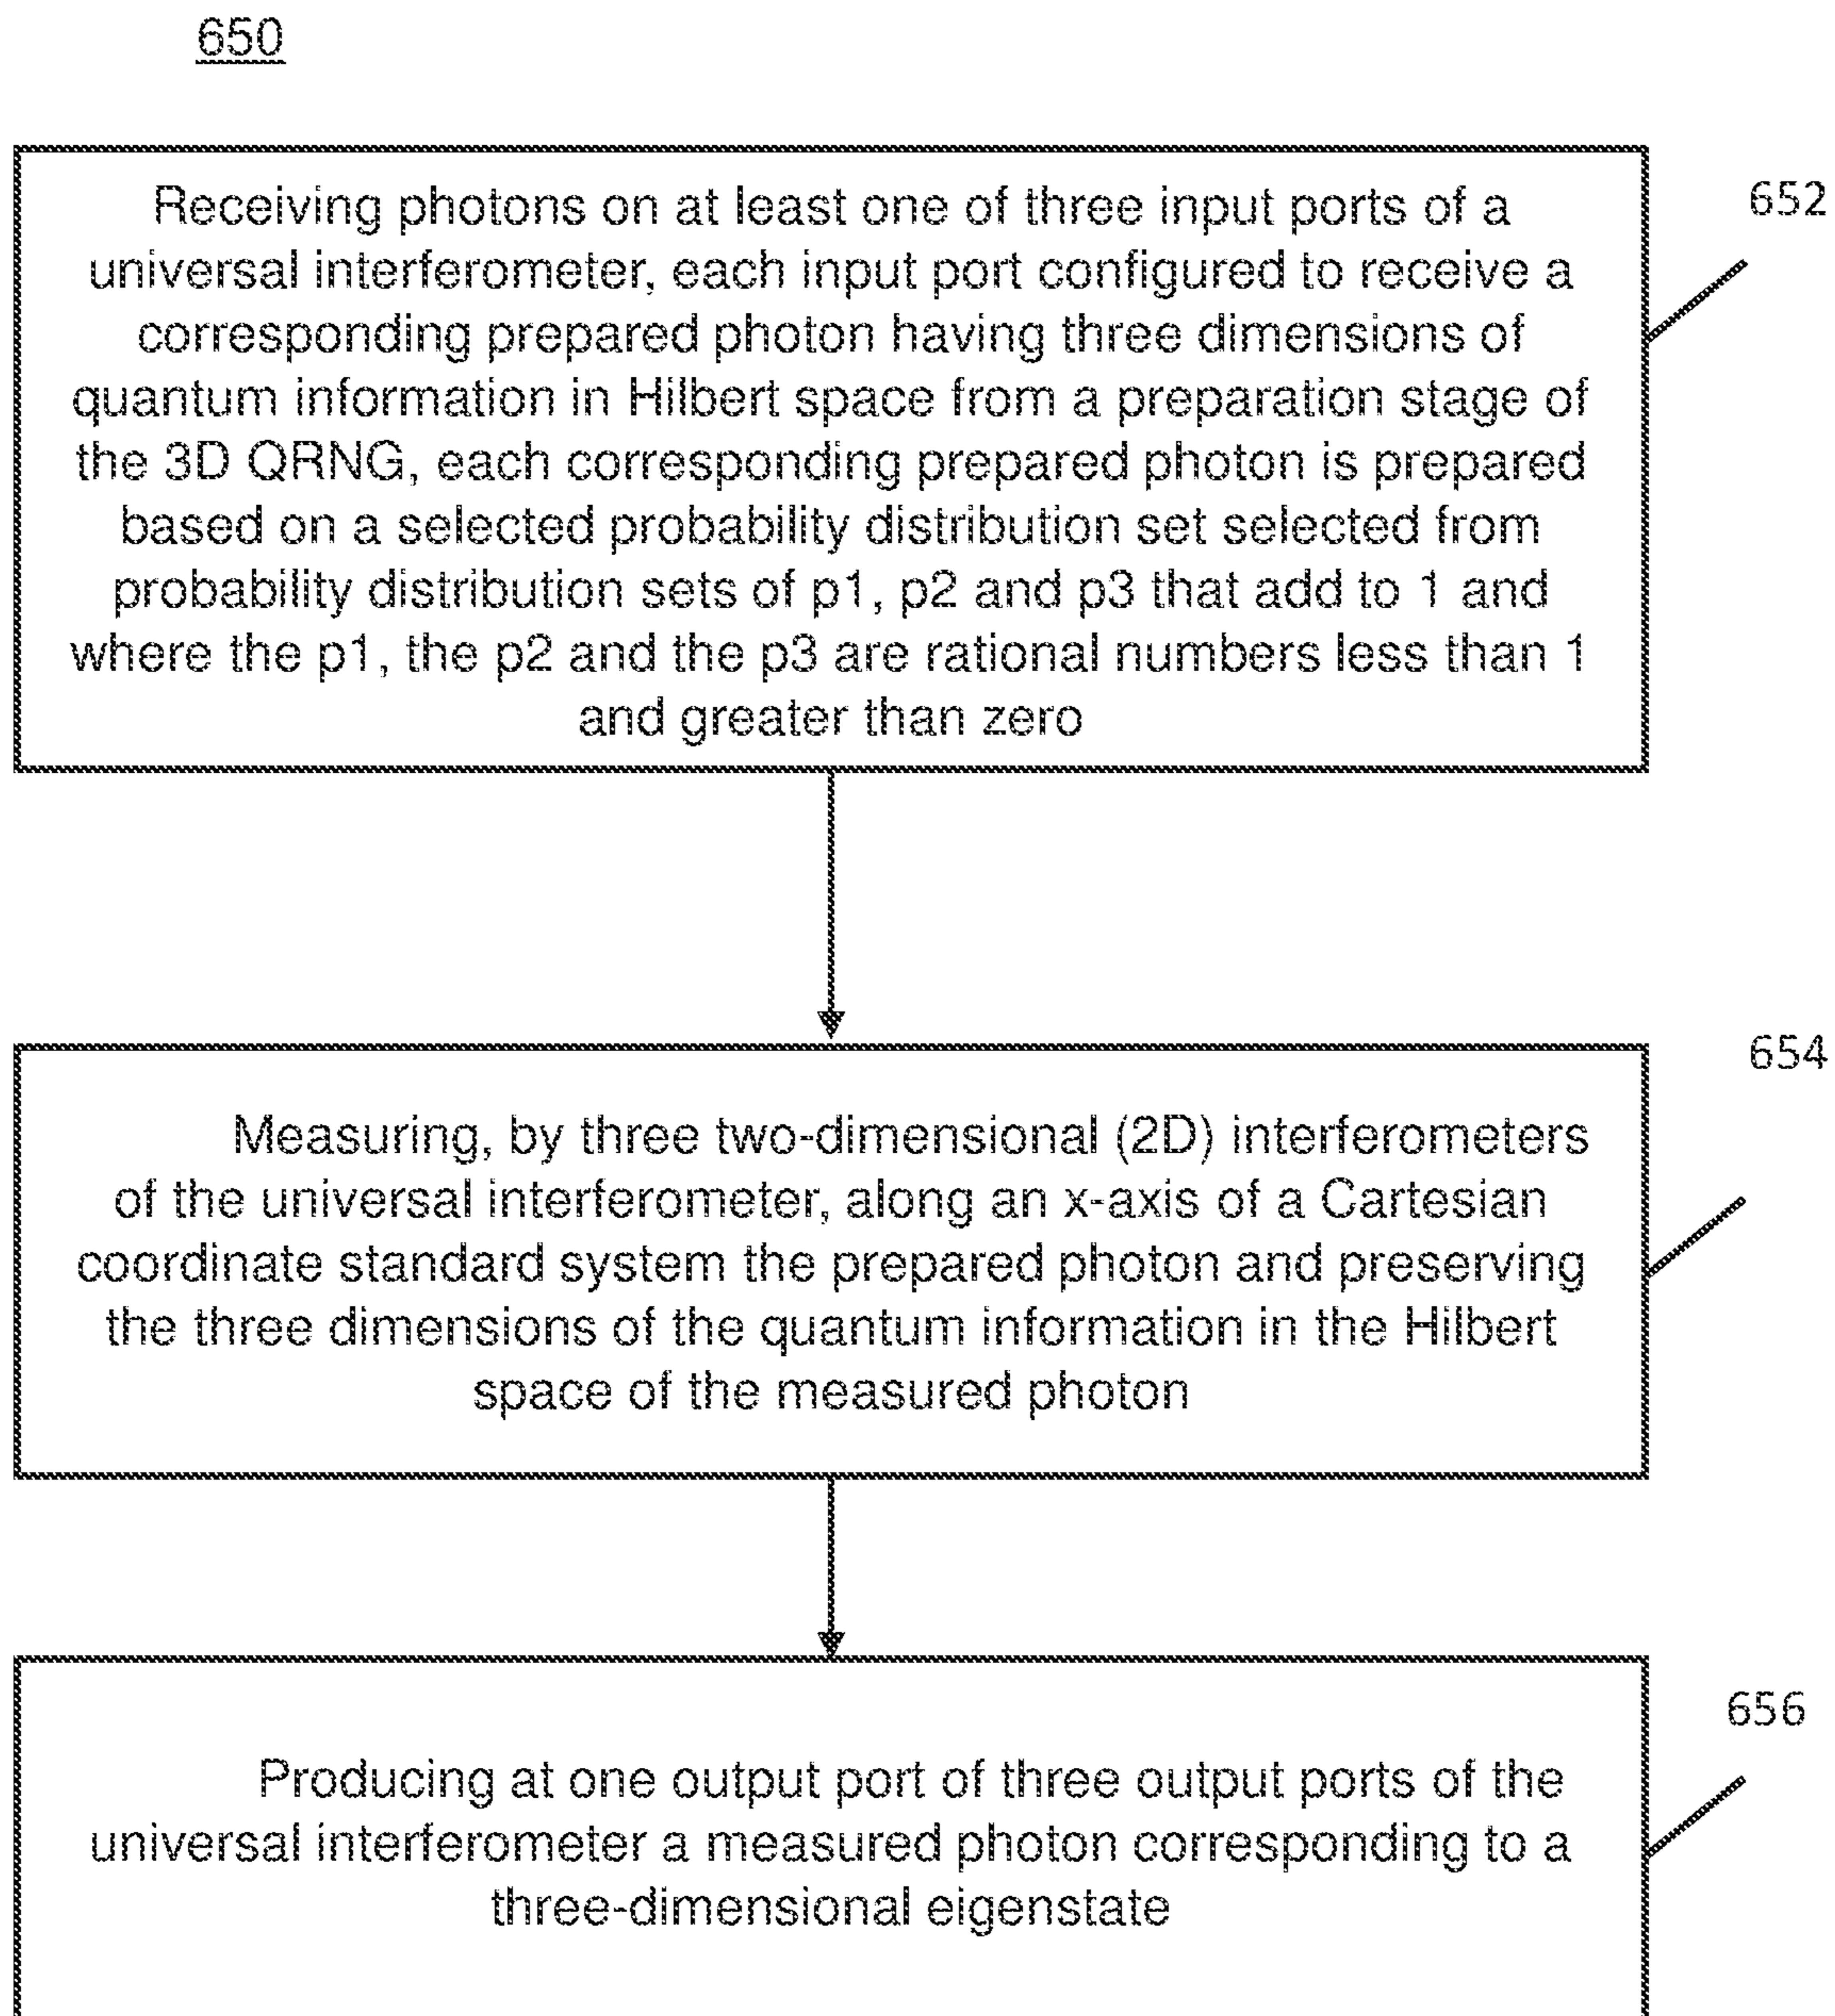 650
Receiving photons on at least one of three input ports of a
universal interferometer, each input port configured to receive a
corresponding prepared photon having three dimensions of
quantum information in Hilbert space from a preparation stage of
the 3D QRNG, each corresponding prepared photon is prepared
based on a selected probability distribution set selected from
probability distribution sets of p1, p2 and p3 that add to 1 and
where the p1, the p2 and the p3 are rational numbers less than 1
and greater than zero
652
Measuring, by three two-dimensional (2D) interferometers
of the universal interferometer, along an x-axis of a Cartesian
coordinate standard system the prepared photon and preserving
the three dimensions of the quantum information in the Hilbert
space of the measured photon
654
Producing at one output port of three output ports of the
universal interferometer a measured photon corresponding to a
three-dimensional eigenstate
656